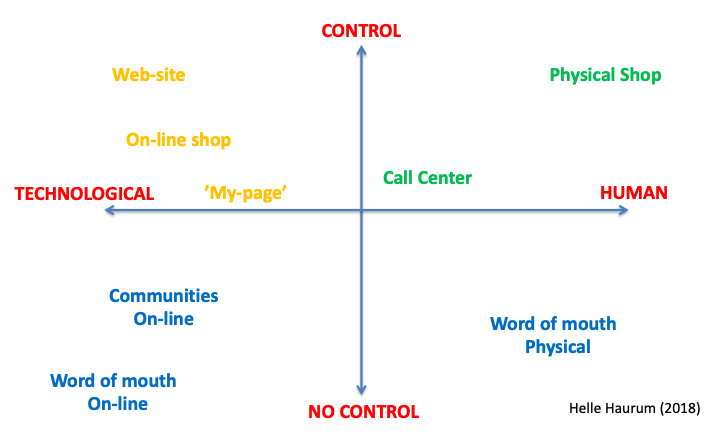 CONTROL
Web-site
Physical Shop
On-line shop
Call Center
TECHNOLOGICAL
’My-page’
HUMAN
Communities
On-line
Word of mouth
Physical
Word of mouth
On-line
NO CONTROL
Helle Haurum (2018)